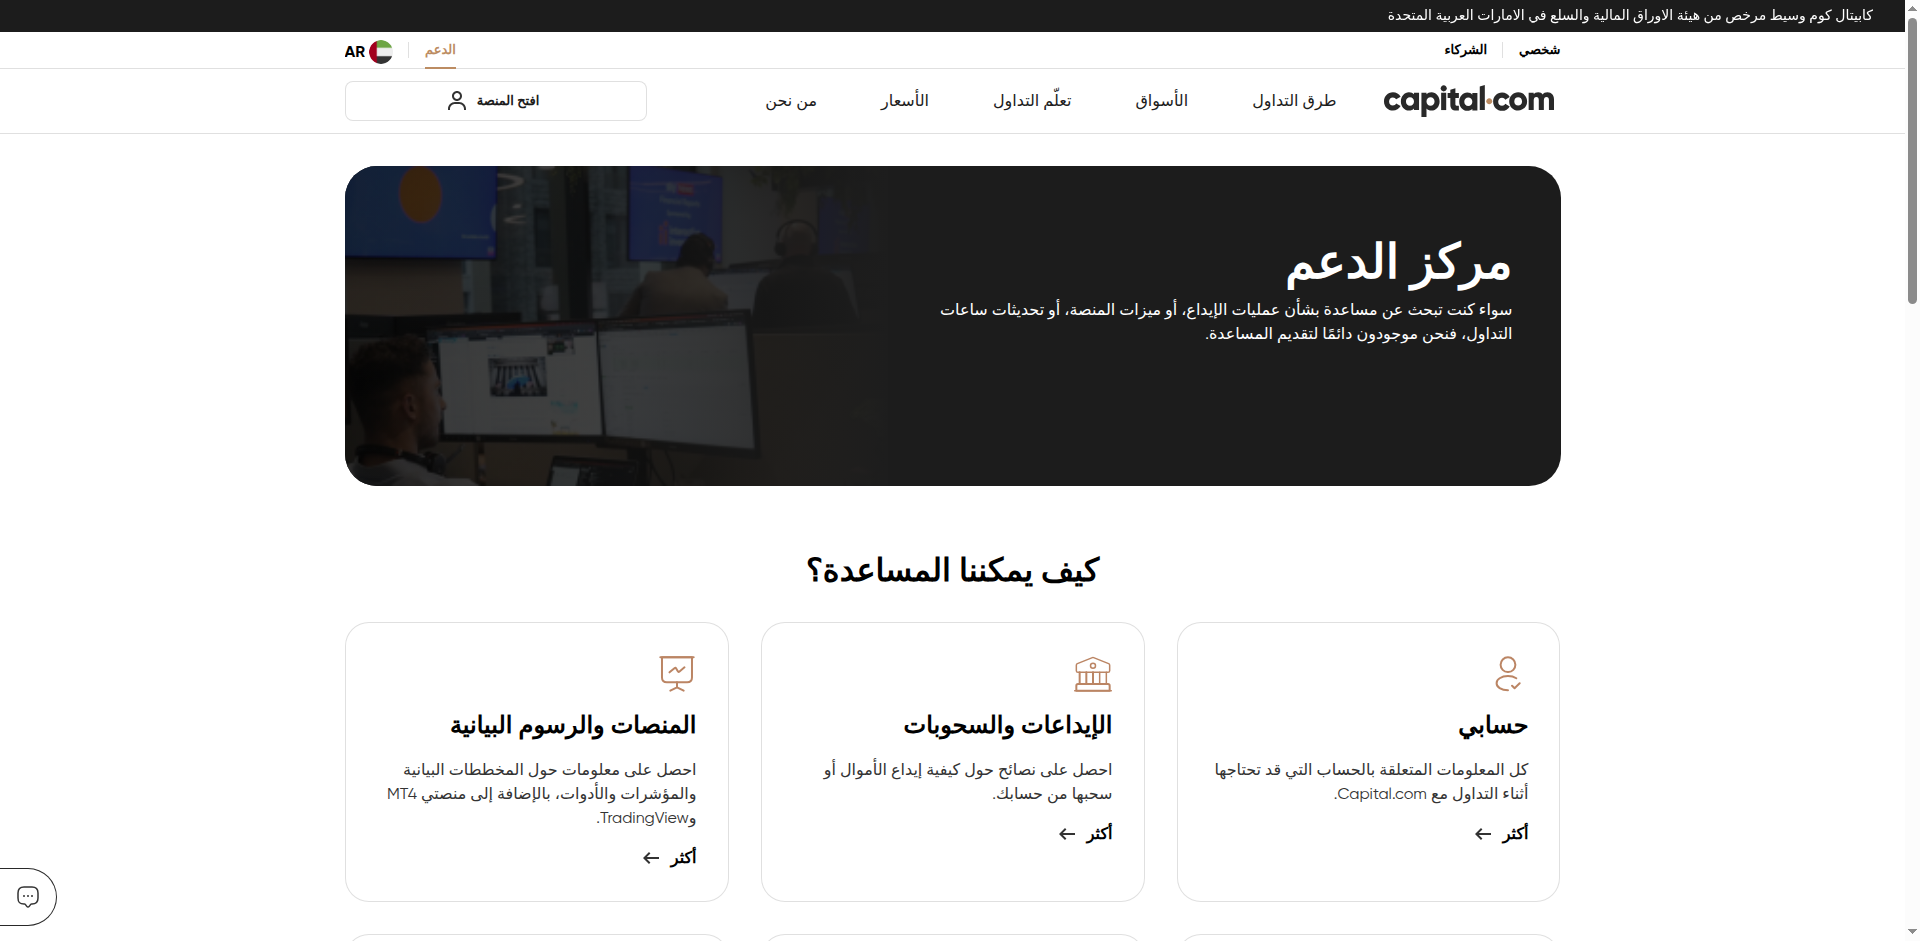 كابيتال كوم وسيط مرخص من هيئة الاوراق المالية والسلع في الامارات العربية المتحدة
شخصي
الشركاء
الدعم
AR
capital.com
طرق التداول
الأسواق
تعلّم التداول
الأسعار
من نحن
افتح المنصة
مركز الدعم
سواء كنت تبحث عن مساعدة بشأن عمليات الإيداع، أو ميزات المنصة، أو تحديثات ساعات
التداول، فنحن موجودون دائمًا لتقديم المساعدة.
كيف يمكننا المساعدة؟
حسابي
كل المعلومات المتعلقة بالحساب التي قد تحتاجها
أثناء التداول مع Capital.com.
أكثر
الإيداعات والسحوبات
احصل على نصائح حول كيفية إيداع الأموال أو
سحبها من حسابك.
أكثر
المنصات والرسوم البيانية
احصل على معلومات حول المخططات البيانية
والمؤشرات والأدوات، بالإضافة إلى منصتي MT4
وTradingView.
أكثر